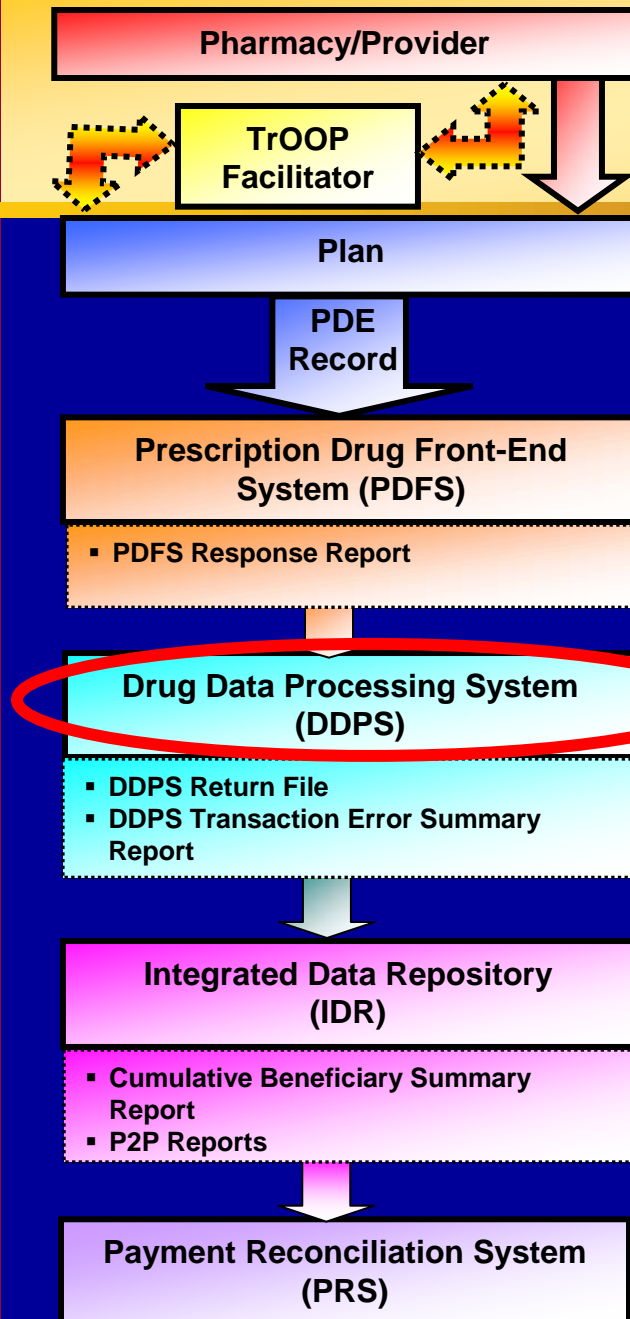 Pharmacy/Provider
TrOOP
Facilitator
Plan
PDE
Record
Prescription Drug Front-End
System (PDFS)
▪ PDFS Response Report
Drug Data Processing System
(DDPS)
▪ DDPS Return File
▪ DDPS Transaction Error Summary
Report
Integrated Data Repository
(IDR)
▪ Cumulative Beneficiary Summary
Report
▪ P2P Reports
Payment Reconciliation System
(PRS)